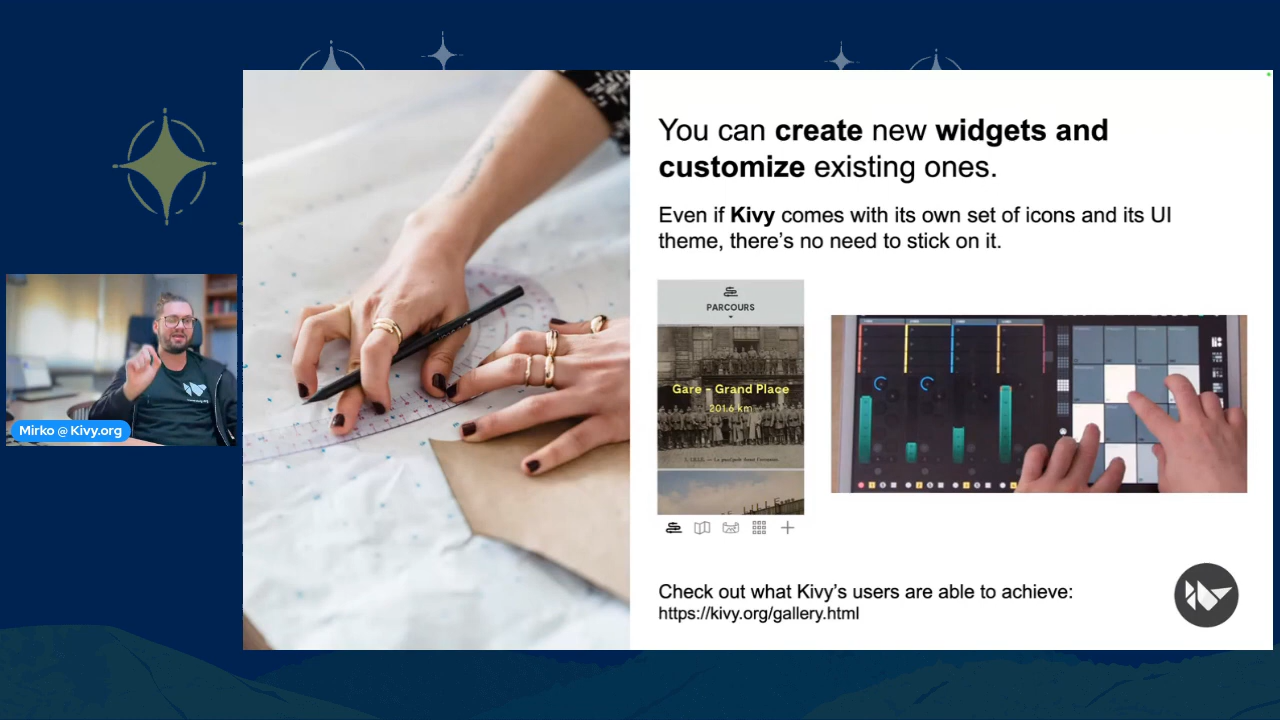 You can create new widgets and
customize existing ones.
Even if Kivy comes with its own set of icons and its UI
theme, there's no need to stick on it.
PARCOURS
Gare - Grand Place
201.6 km
Mirko @ Kivy.org
Check out what Kivy's users are able to achieve:
https://kivy.org/gallery.html